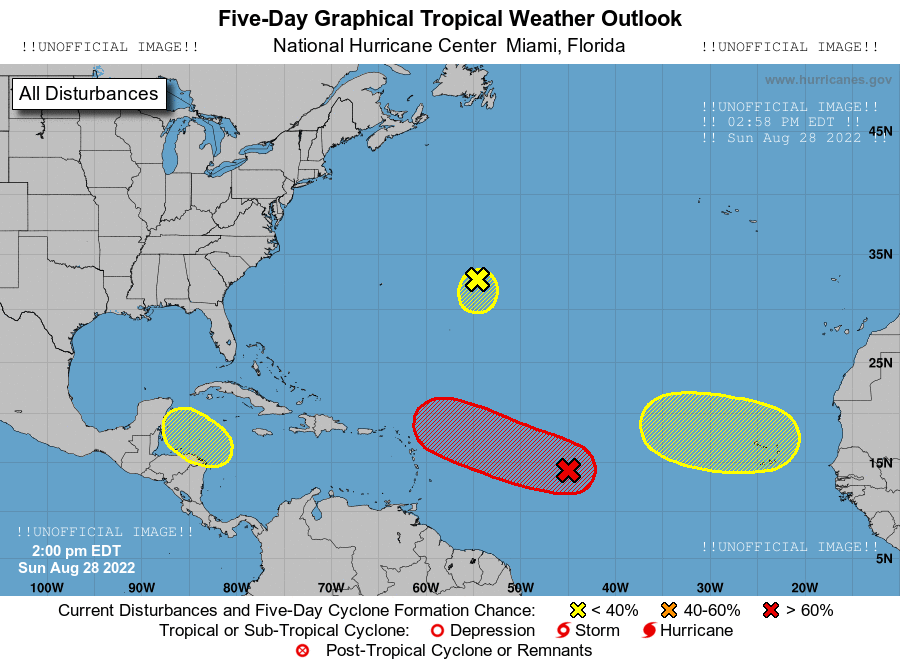 Five-Day Graphical Tropical Weather Outlook
!!UNOFFICIAL IMAGE!! National Hurricane Center Miami, Florida !!UNOFFICIAL IMAGE!!
www.hurricanes.gov
All Disturbances
!!UNOFFICIAL IMAGE!!
!! 02:58 PM EDT !!
!! Sun Aug 28 2022 !!
45N
35N
25N
15N
!!UNOFFICIAL IMAGE!!
!!UNOFFICIAL IMAGE!!
2:00 pm EDT
5N
Sun Aug 28 2022
100W 90W 80W 70W 60W 50W 40W 30W 20W
Current Disturbances and Five-Day Cyclone Formation Chance: < 40% 40-60% > 60%
Tropical or Sub-Tropical Cyclone: Depression Storm Hurricane
Post-Tropical Cyclone or Remnants